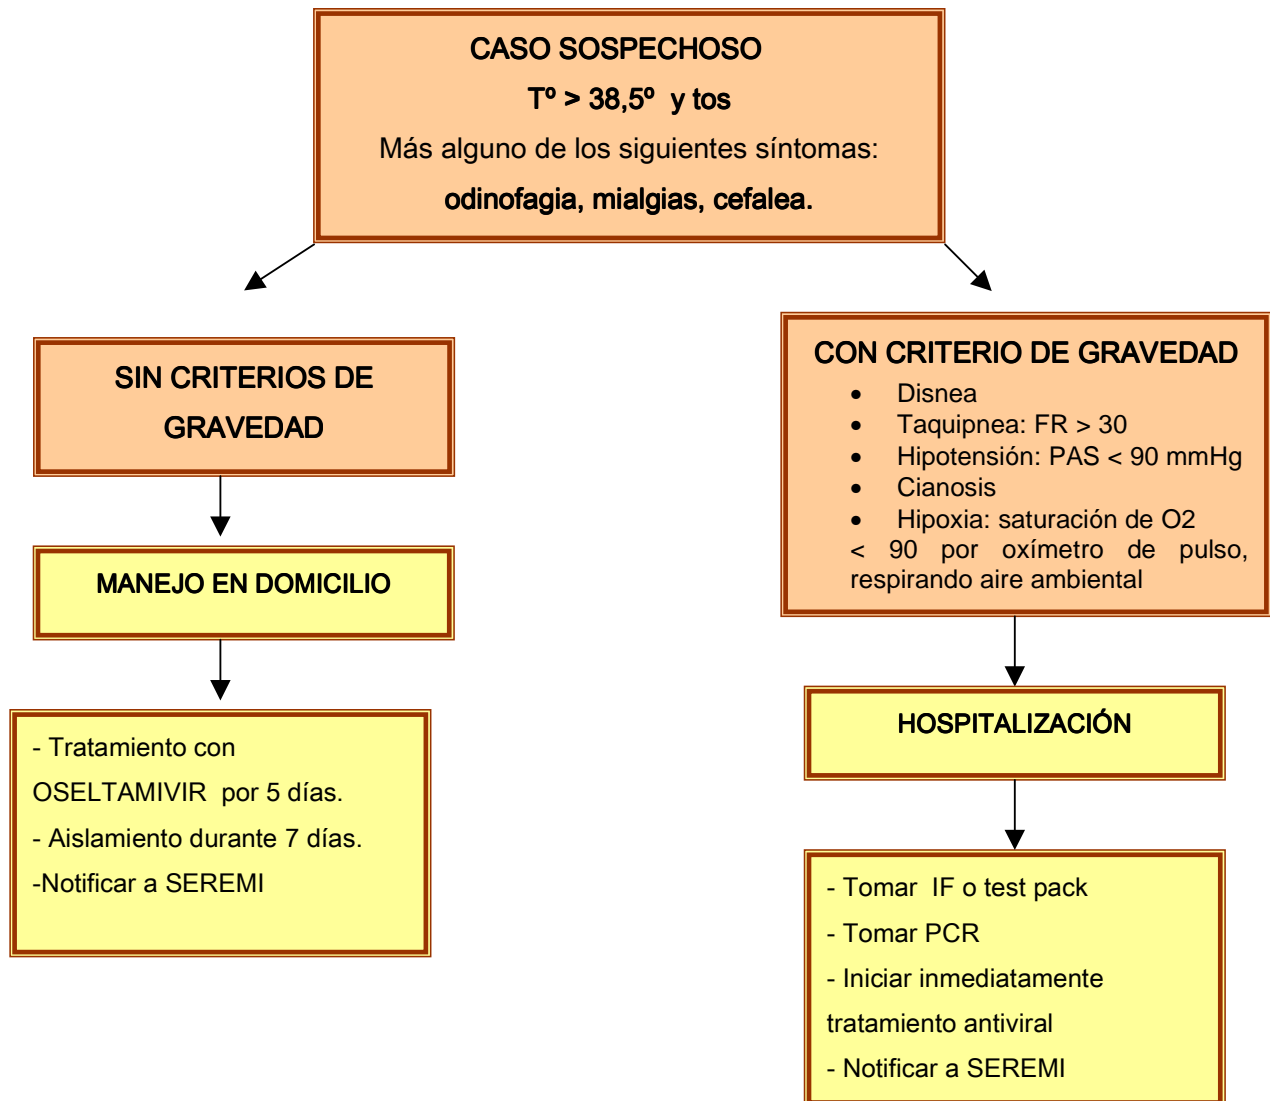 CASO SOSPECHOSO
Tº > 38,5º y tos
Más alguno de los siguientes síntomas:
odinofagia, mialgias, cefalea.
SIN CRITERIOS DE
GRAVEDAD
MANEJO EN DOMICILIO
- Tratamiento con
OSELTAMIVIR por 5 días.
- Aislamiento durante 7 días.
-Notificar a SEREMI
CON CRITERIO DE GRAVEDAD
• Disnea
• Taquipnea: FR > 30
• Hipotensión: PAS < 90 mmHg
• Cianosis
• Hipoxia: saturación de O2
< 90 por oxímetro de pulso,
respirando aire ambiental
HOSPITALIZACIÓN
- Tomar IF o test pack
- Tomar PCR
- Iniciar inmediatamente
tratamiento antiviral
- Notificar a SEREMI